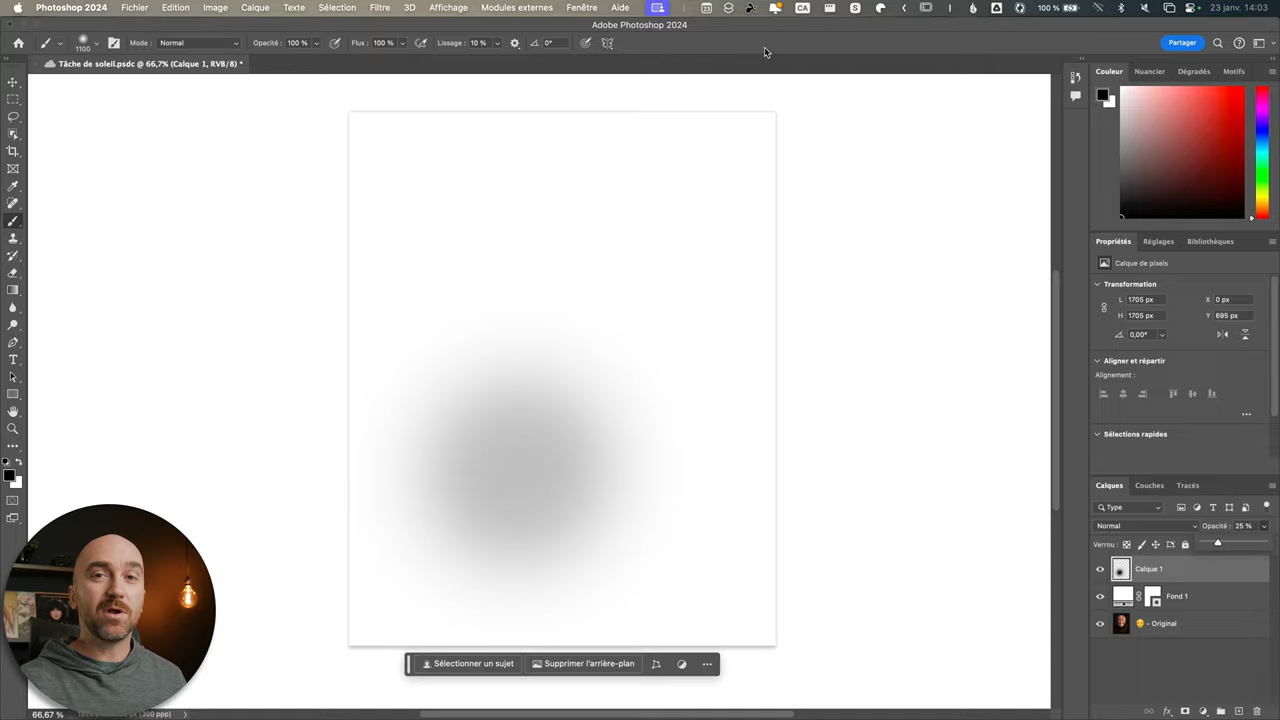 Photoshop 2024 Fichier Edition Image Calque Texte Sélection Filtre 3D Affichage Modules externes Fenêtre Aide 23 CA S 100 % 23 janv. 14:03
Adobe Photoshop 2024
1100 Mode : Normal Opacité : 100 % Flux : 100 % Lissage : 10 % 0° Partager
Tâche de soleil.psdc @ 66,7% (Calque 1, RVB/8) *
Couleur Nuancier Dégradés Motifs
Propriétés Réglages Bibliothèques
Calque de pixels
Transformation
L 1705 px X 0 px
H 1705 px Y 695 px
0,00°
Aligner et répartir
Alignement :
Sélections rapides
Calques Couches Tracés
Type
Normal Opacité : 25 %
Verrou :
Calque 1
Fond 1
- Original
Sélectionner un sujet Supprimer l'arrière-plan
66,67 %